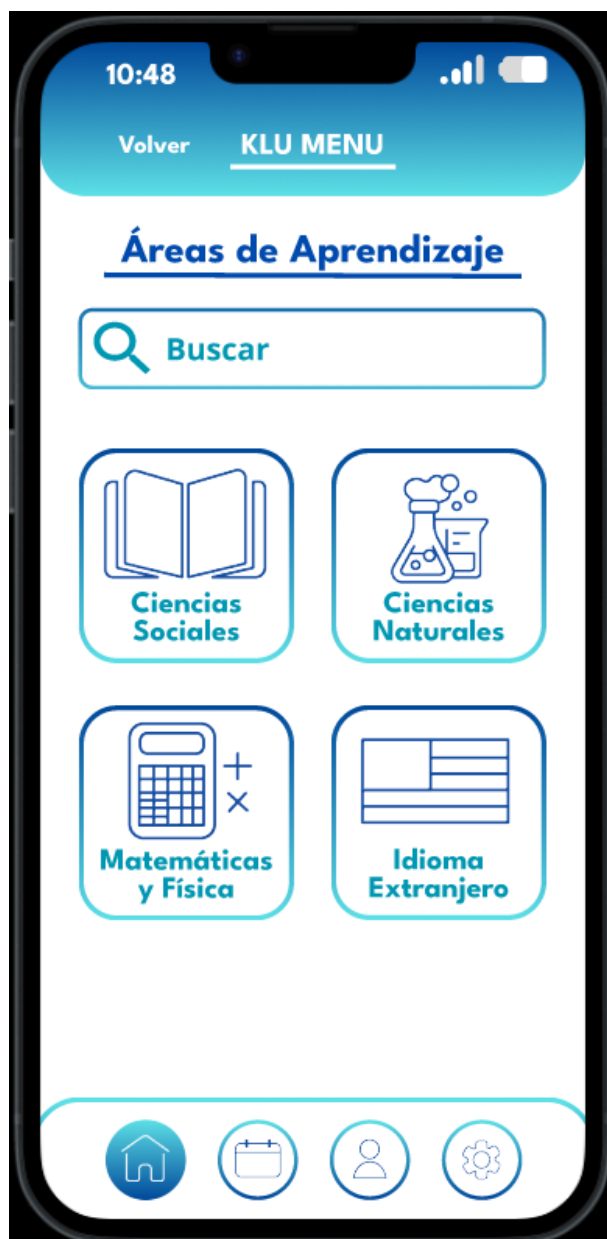 10:48
Volver KLU MENU
Áreas de Aprendizaje
Buscar
Ciencias
Sociales
Ciencias
Naturales
Matemáticas
y Física
Idioma
Extranjero